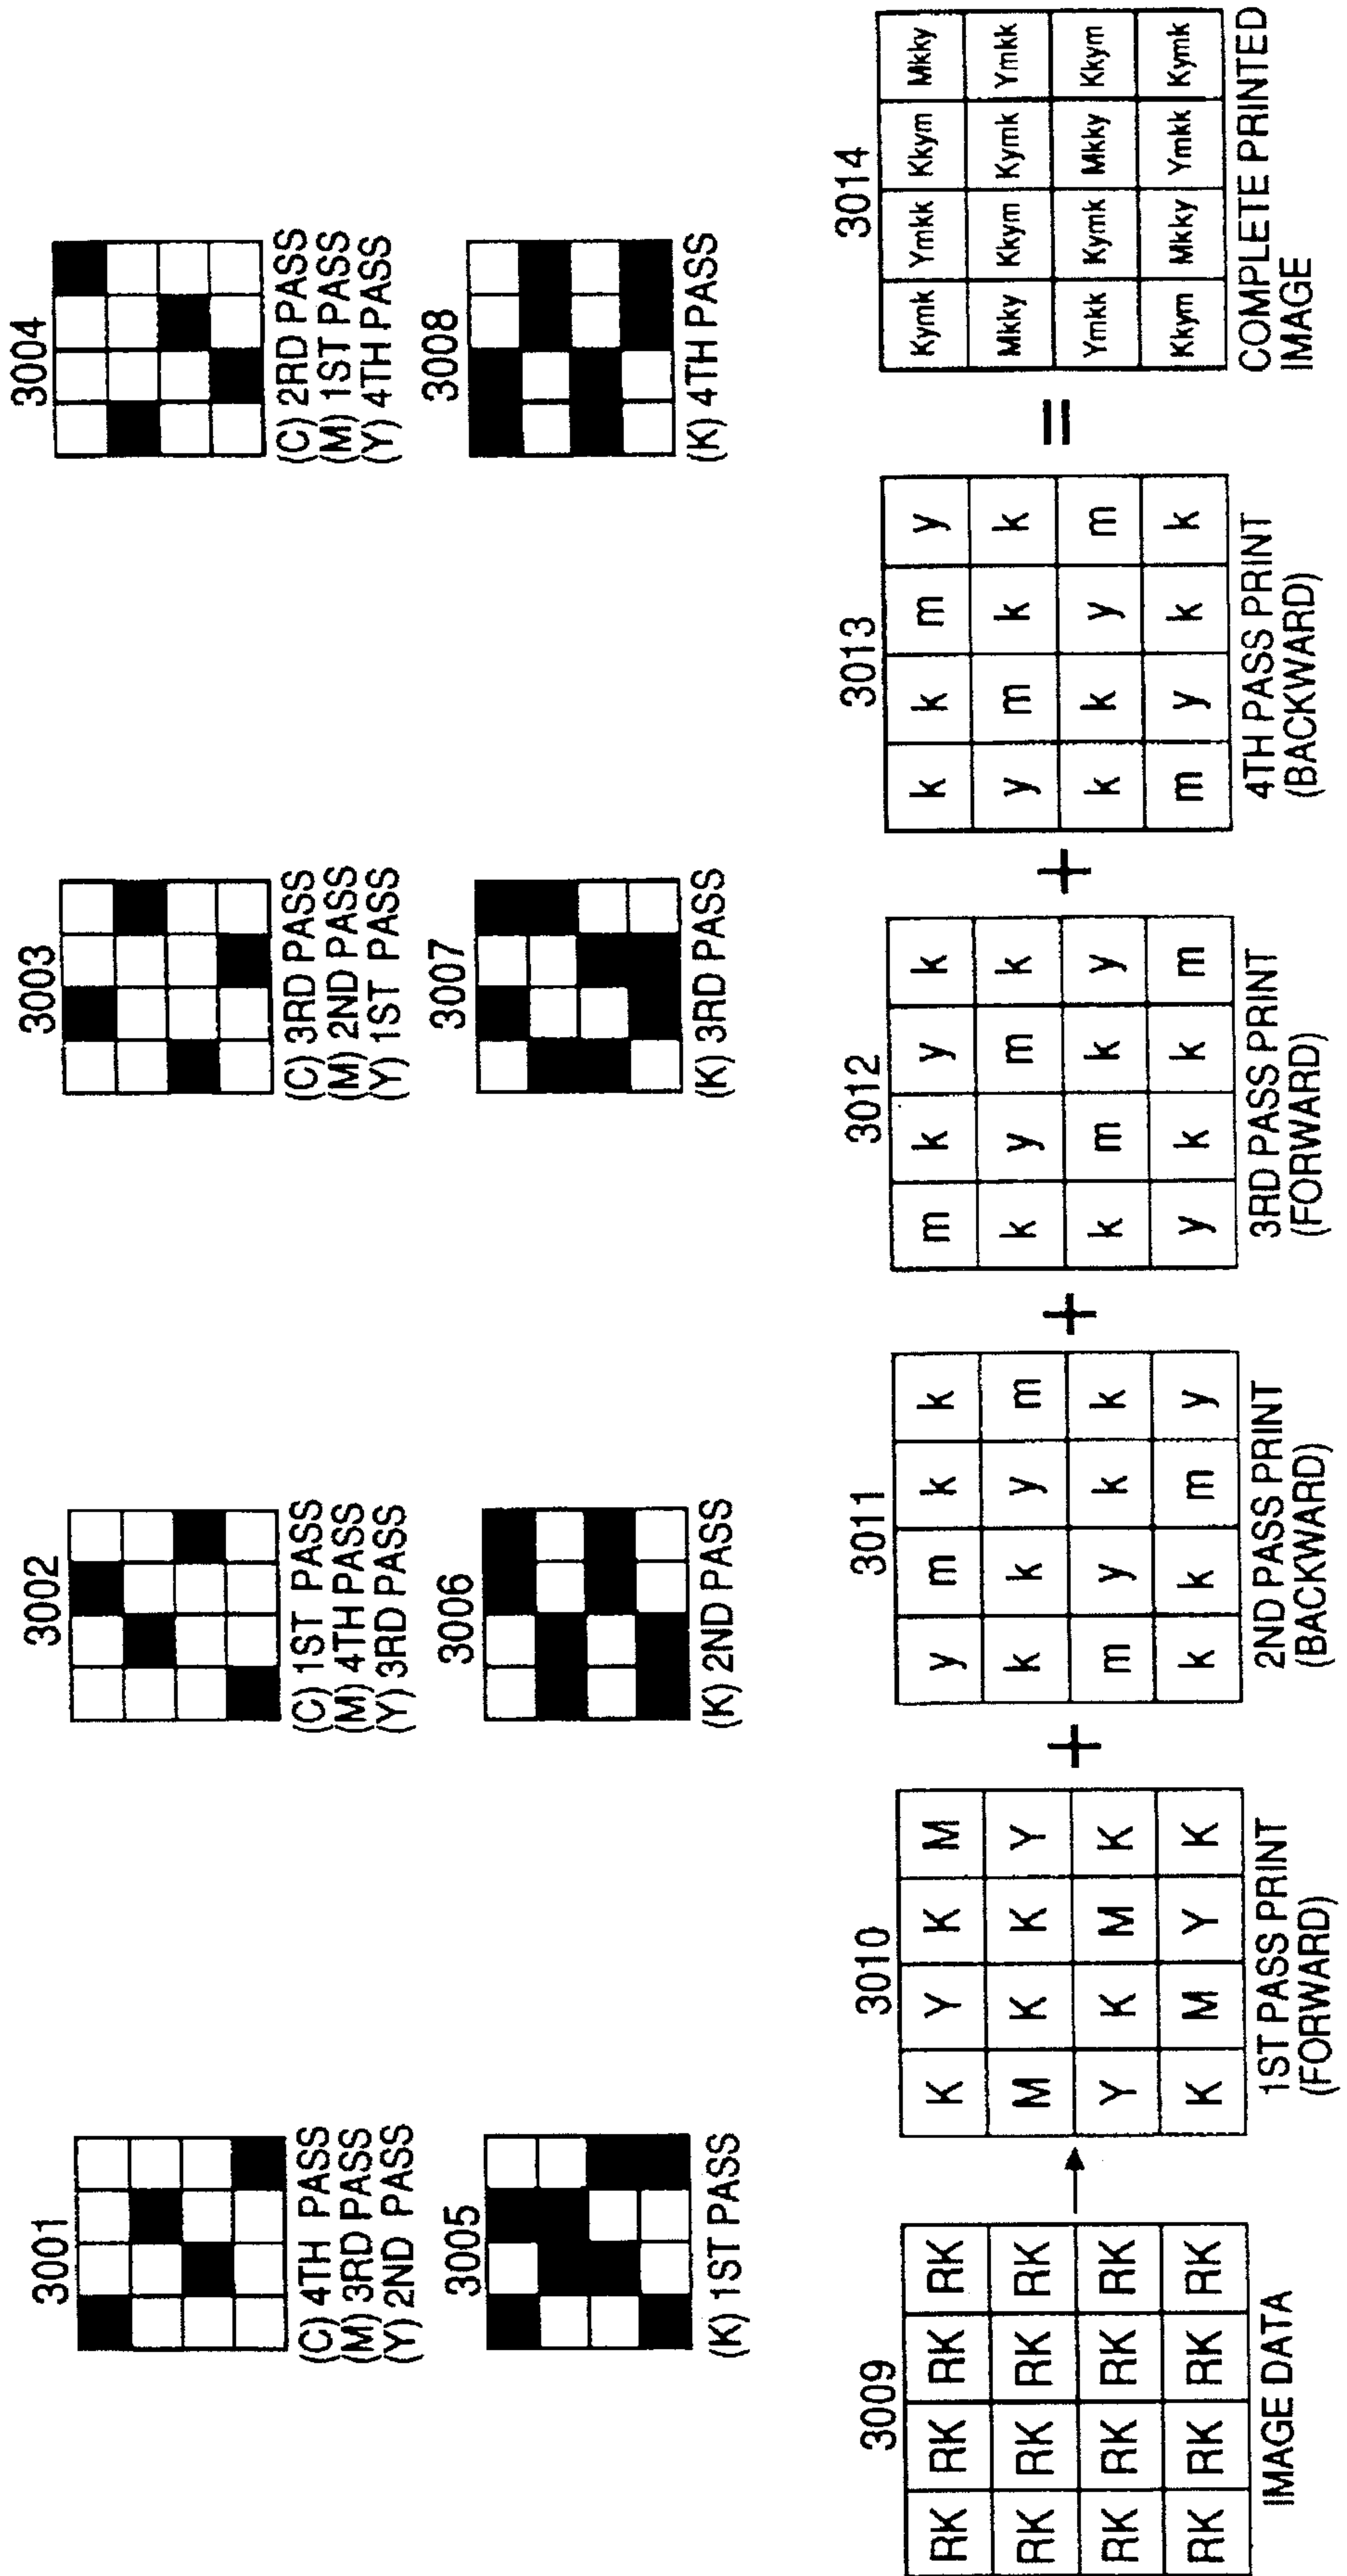 3001
(C) 4TH PASS
(M) 3RD PASS
(Y) 2ND PASS
3002
(C) 1ST PASS
(M) 4TH PASS
(Y) 3RD PASS
3003
(C) 3RD PASS
(M) 2ND PASS
(Y) 1ST PASS
3004
(C) 2RD PASS
(M) 1ST PASS
(Y) 4TH PASS
3005
(K) 1ST PASS
3006
(K) 2ND PASS
3007
(K) 3RD PASS
3008
(K) 4TH PASS
3009
RK RK RK RK
RK RK RK RK
RK RK RK RK
RK RK RK RK
IMAGE DATA
3010
K Y K M
M K K Y
Y K M K
K M Y K
1ST PASS PRINT
(FORWARD)
+
3011
y m k k
k k y m
m y k k
k k m y
2ND PASS PRINT
(BACKWARD)
+
3012
m k y k
k y m k
k m k y
y k k m
3RD PASS PRINT
(FORWARD)
+
3013
k k m y
y m k k
k k y m
m y k k
4TH PASS PRINT
(BACKWARD)
=
3014
Kymk Ymkk Kkym Mkky
Mkky Kkym Kymk Ymkk
Ymkk Kymk Mkky Kkym
Kkym Mkky Ymkk Kymk
COMPLETE PRINTED
IMAGE